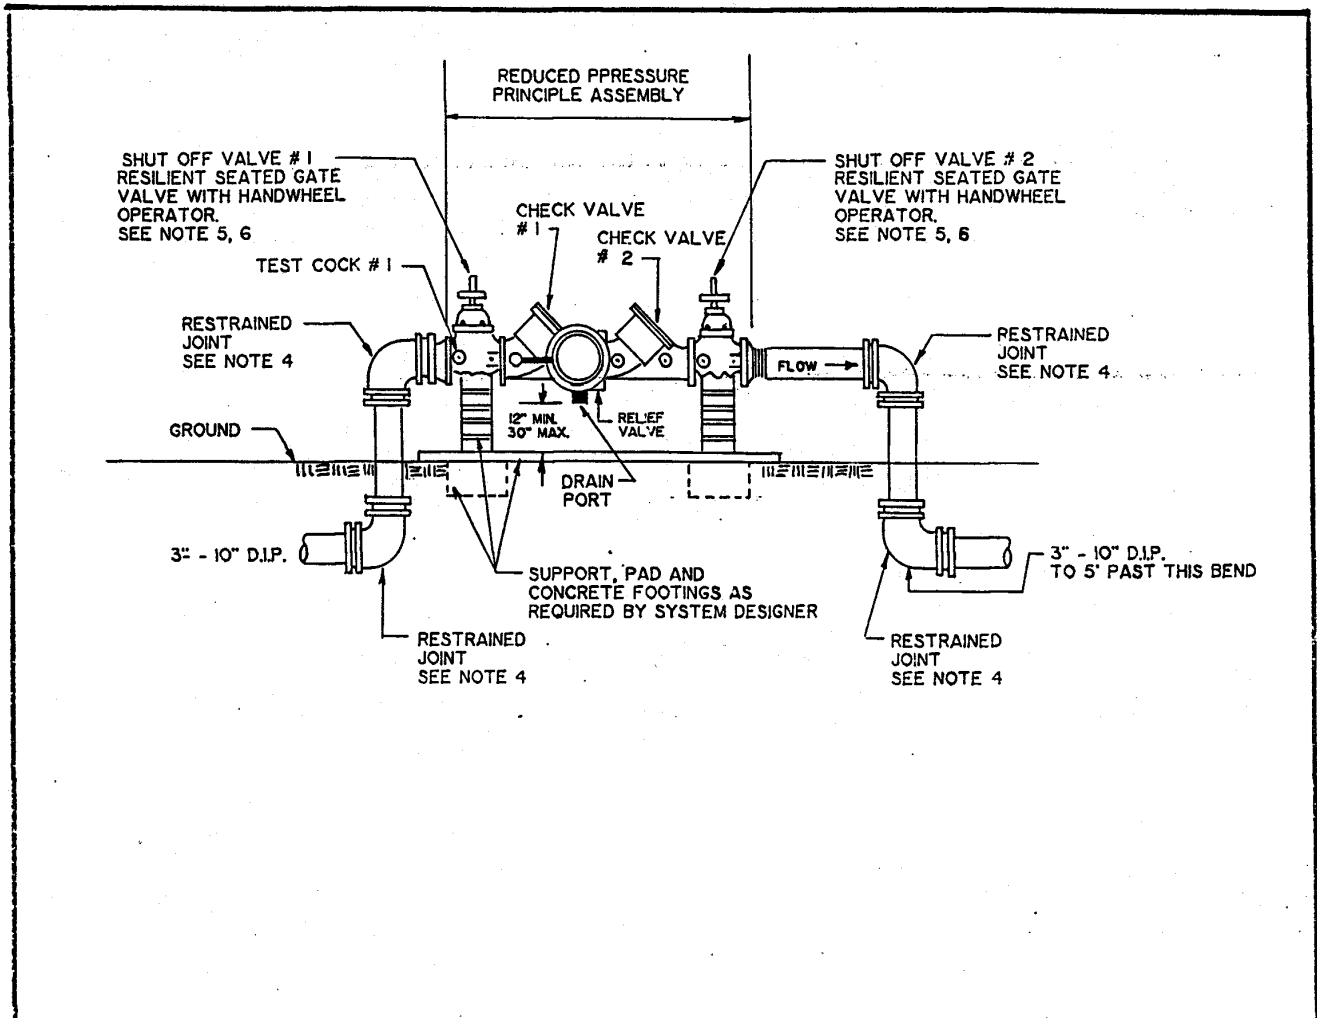 REDUCED PPRESSURE
PRINCIPLE ASSEMBLY
SHUT OFF VALVE # 1
RESILIENT SEATED GATE
VALVE WITH HANDWHEEL
OPERATOR.
SEE NOTE 5, 6
SHUT OFF VALVE # 2
RESILIENT SEATED GATE
VALVE WITH HANDWHEEL
OPERATOR.
SEE NOTE 5, 6
CHECK VALVE
# 1
CHECK VALVE
# 2
TEST COCK # 1
RESTRAINED
JOINT
SEE NOTE 4
RESTRAINED
JOINT
SEE NOTE 4
FLOW
12" MIN.
30" MAX.
RELIEF
VALVE
GROUND
DRAIN
PORT
3" - 10" D.I.P.
3" - 10" D.I.P.
TO 5' PAST THIS BEND
SUPPORT, PAD AND
CONCRETE FOOTINGS AS
REQUIRED BY SYSTEM DESIGNER
RESTRAINED
JOINT
SEE NOTE 4
RESTRAINED
JOINT
SEE NOTE 4